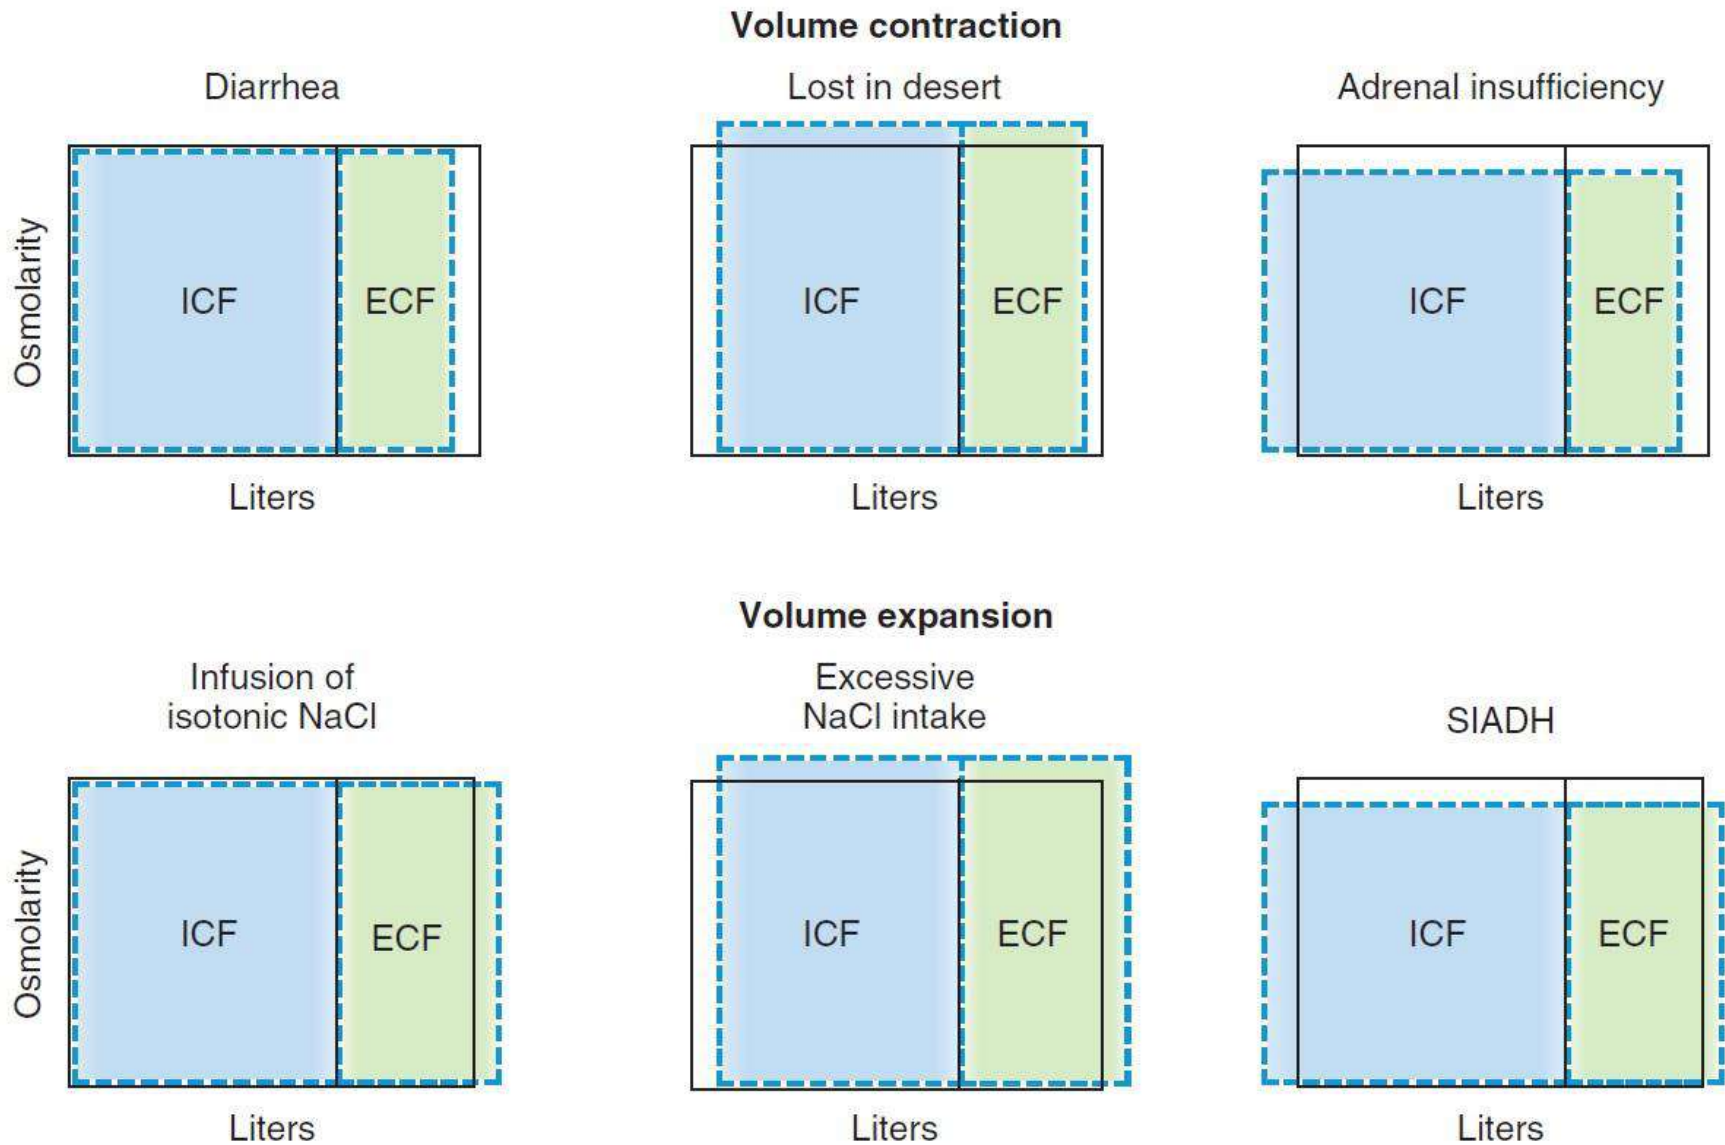 Volume contraction
Diarrhea
Lost in desert
Adrenal insufficiency
Osmolarity
ICF
ECF
ICF
ECF
ICF
ECF
Liters
Liters
Liters
Volume expansion
Infusion of
isotonic NaCl
Excessive
NaCl intake
SIADH
Osmolarity
ICF
ECF
ICF
ECF
ICF
ECF
Liters
Liters
Liters